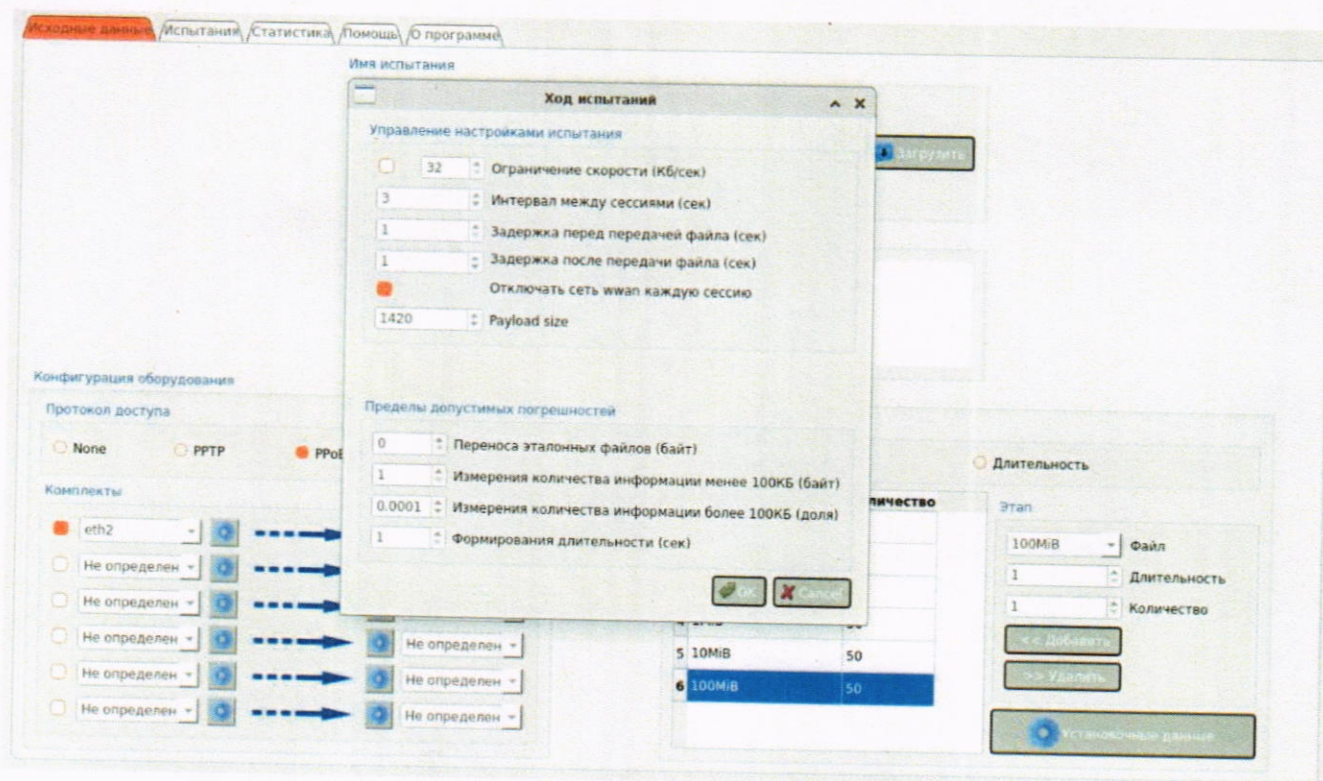 Исходные данные Испытания Статистика Помощь О программе
Имя испытания
Ход испытаний
Управление настройками испытания
32 Ограничение скорости (Кб/сек)
3 Интервал между сессиями (сек)
1 Задержка перед передачей файла (сек)
1 Задержка после передачи файла (сек)
Отключать сеть wwan каждую сессию
1420 Payload size
Загрузить
Пределы допустимых погрешностей
0 Переноса эталонных файлов (байт)
1 Измерения количества информации менее 100КБ (байт)
0.0001 Измерения количества информации более 100КБ (доля)
1 Формирования длительности (сек)
OK Cancel
Конфигурация оборудования
Протокол доступа
None PPTP
Комплекты
eth2
Не определен
Не определен
Не определен Не определен
Не определен Не определен
Не определен Не определен
5 10MiB 50
6 100MiB 50
Длительность
Этап
100MiB Файл
1 Длительность
1 Количество
<< Добавить
>> Удалить
Установочные данные